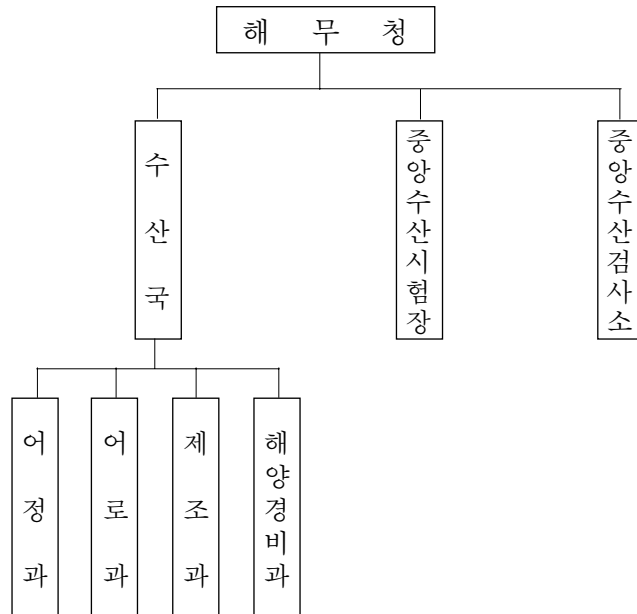 해 무 청
수산국
중앙수산시험장
중앙수산검사소
어정과
어로과
제조과
해양경비과